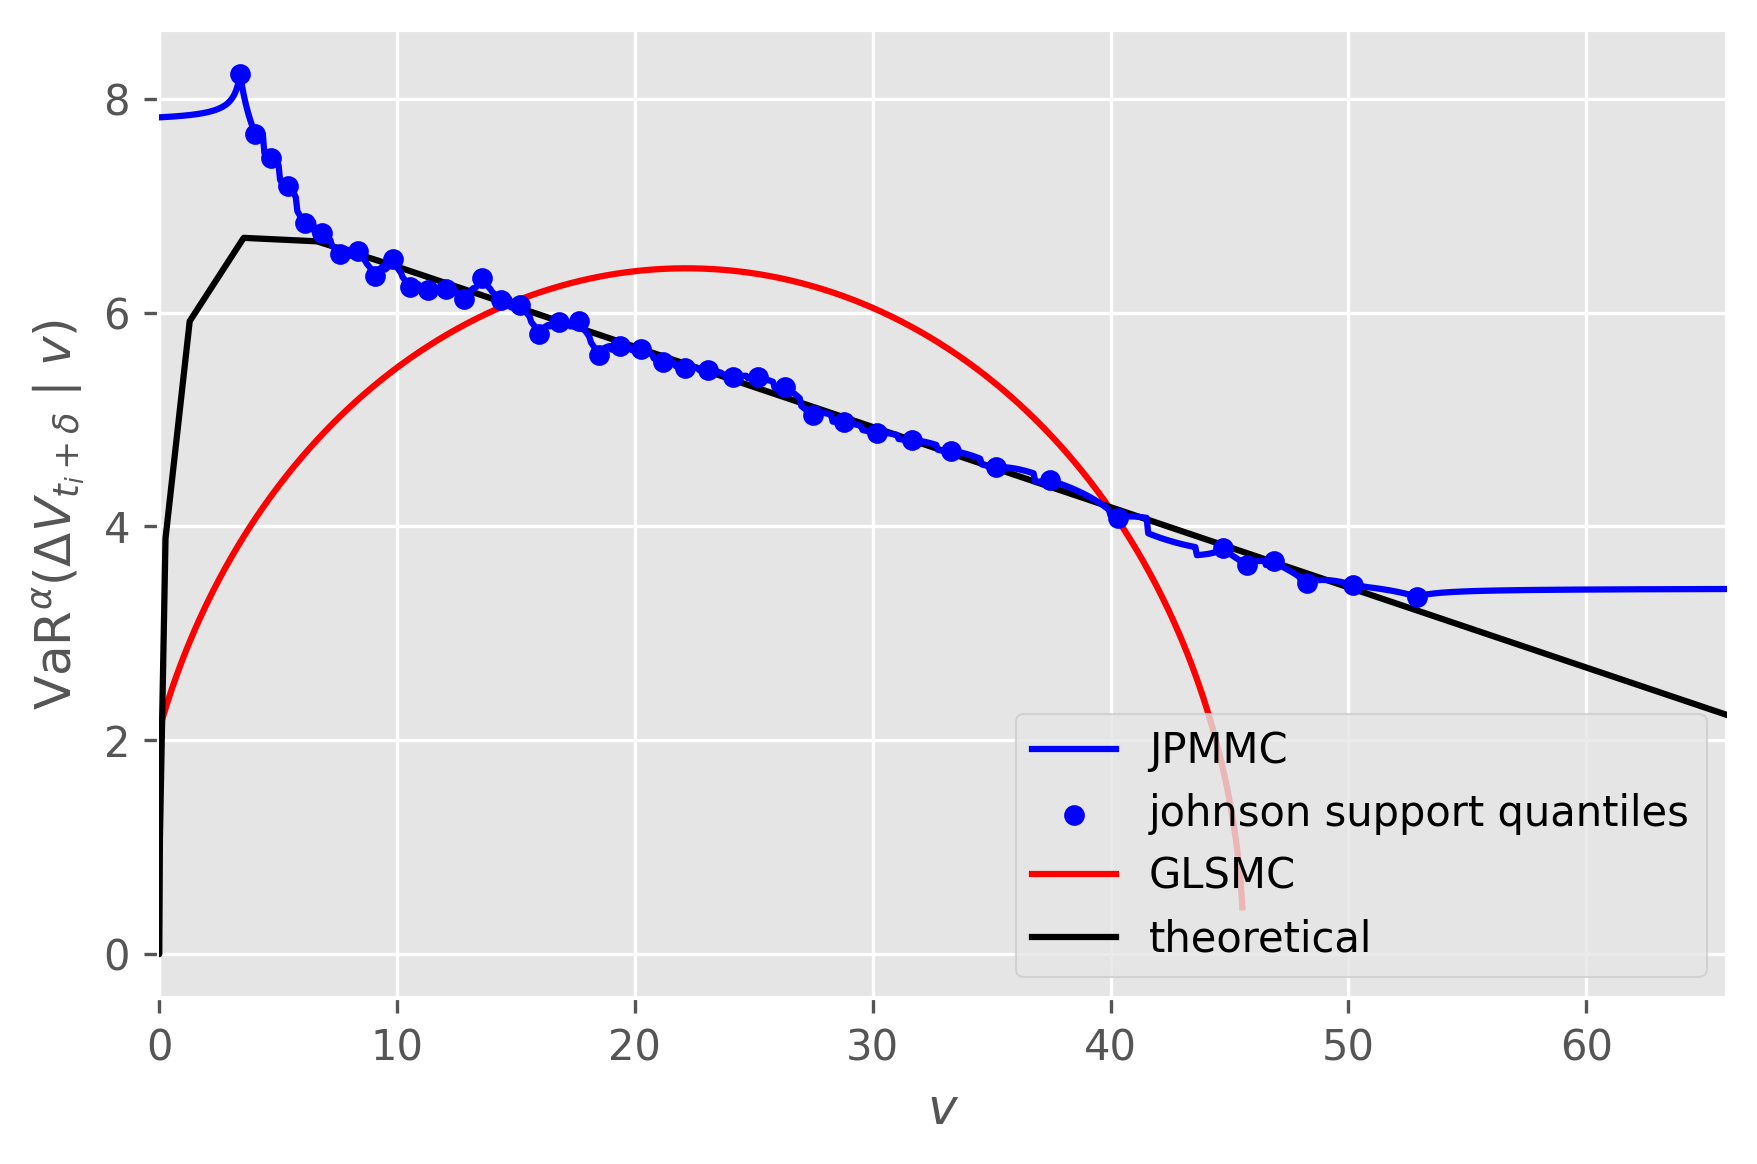 VaRᵅ(ΔV_{t_i+δ} | v)
8
6
4
2
0
0 10 20 30 40 50 60
v
JPMMC
johnson support quantiles
GLSMC
theoretical